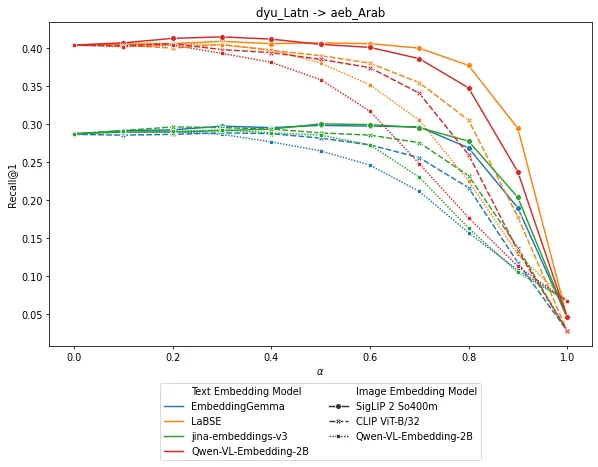 dyu_Latn -> aeb_Arab
Recall@1
0.40
0.35
0.30
0.25
0.20
0.15
0.10
0.05
0.0
0.2
0.4
0.6
0.8
1.0
α
Text Embedding Model
EmbeddingGemma
LaBSE
jina-embeddings-v3
Qwen-VL-Embedding-2B
Image Embedding Model
SigLIP 2 So400m
CLIP ViT-B/32
Qwen-VL-Embedding-2B